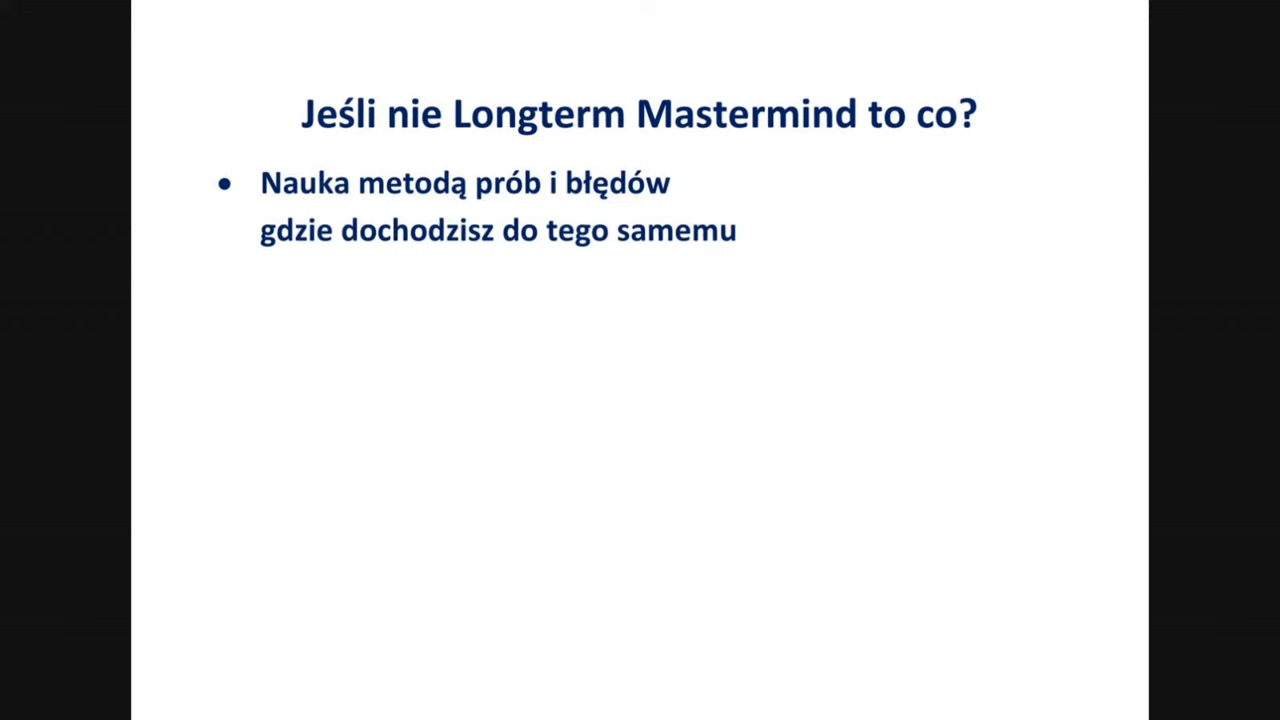 Jeśli nie Longterm Mastermind to co?
• Nauka metodą prób i błędów
gdzie dochodzisz do tego samemu